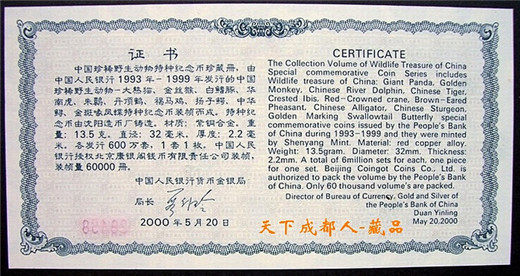 证书
中国珍稀野生动物特种纪念币珍藏册，由
中国人民银行1993年-1999年发行的中国
珍稀野生动物-大熊猫、金丝猴、白鳍豚、华
南虎、朱鹮、丹顶鹤、褐马鸡、扬子鳄、中华
鲟、金斑喙凤蝶特种纪念币装帧而成。特种纪
念币由沈阳造币厂铸造。材质：紫铜合金，重
量：13.5克。直径：32毫米，厚度：2.2毫
米。各发行600万套，1套1枚，中国人民银
行授权北京康银阁钱币有限责任公司装帧，
装帧量60000册。
中国人民银行货币金银局
局长
2000年5月20日
CERTIFICATE
The Collection Volume of Wildlife Treasure of China
Special commemorative Coin Series includes
Wildlife treasure of China: Giant Panda, Golden
Monkey, Chinese River Dolphin, Chinese Tiger,
Crested Ibis, Red-Crowned crane, Brown-Eared
Pheasant, Chinese Alligator, Chinese Sturgeon,
Golden Marking Swallowtail Butterfly special
commemorative coins issued by the People's Bank
of China during 1993-1999 and they were minted
by Shenyang Mint. Material: red copper alloy.
Weight: 13.5gram. Diameter: 32mm. Thickness:
2.2mm. A total of 6million sets for each, one piece
for one set. Beijing Coingot Coins Co., Ltd. is
authorized to pack the volume by the People's Bank
of China. Only 60 thousand volume's are packed.
Director of Bureau of Currency, Gold and Silver of
the People's Bank of China
Duan Yinling
May 20,2000
天下成都人-藏品